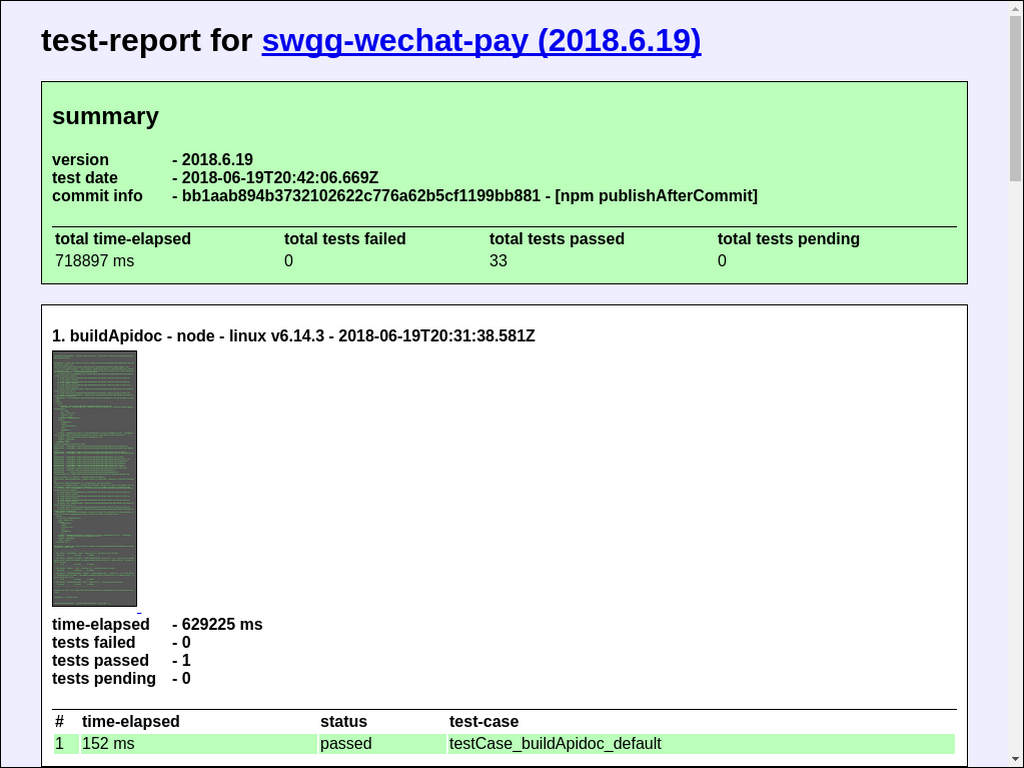 test-report for swgg-wechat-pay (2018.6.19)
summary
version - 2018.6.19
test date - 2018-06-19T20:42:06.669Z
commit info - bb1aab894b3732102622c776a62b5cf1199bb881 - [npm publishAfterCommit]
total time-elapsed total tests failed total tests passed total tests pending
718897 ms 0 33 0
1. buildApidoc - node - linux v6.14.3 - 2018-06-19T20:31:38.581Z
time-elapsed - 629225 ms
tests failed - 0
tests passed - 1
tests pending - 0
# time-elapsed status test-case
1 152 ms passed testCase_buildApidoc_default